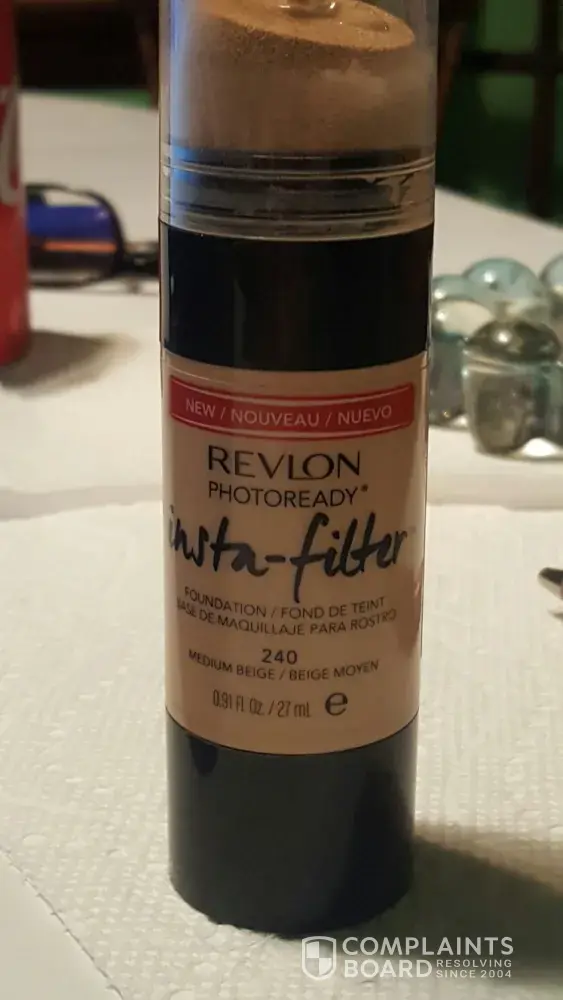 NEW / NOUVEAU / NUEVO
REVLON
PHOTOREADY®
insta-filter™
FOUNDATION / FOND DE TEINT
BASE DE MAQUILLAJE PARA ROSTRO
240
MEDIUM BEIGE / BEIGE MOYEN
0.91 Fl. Oz. / 27 mL ℮
COMPLAINTS
BOARD RESOLVING
SINCE 2004